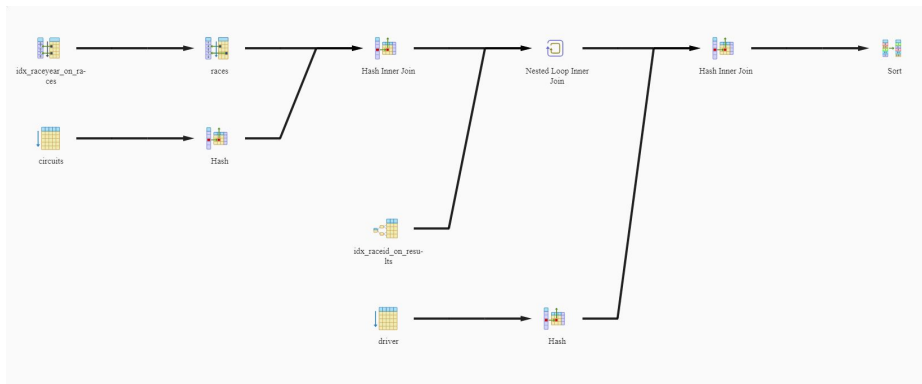 idx_raceyear_on_ra-
ces
races
Hash Inner Join
Nested Loop Inner
Join
Hash Inner Join
Sort
circuits
Hash
idx_raceid_on_resu-
lts
driver
Hash